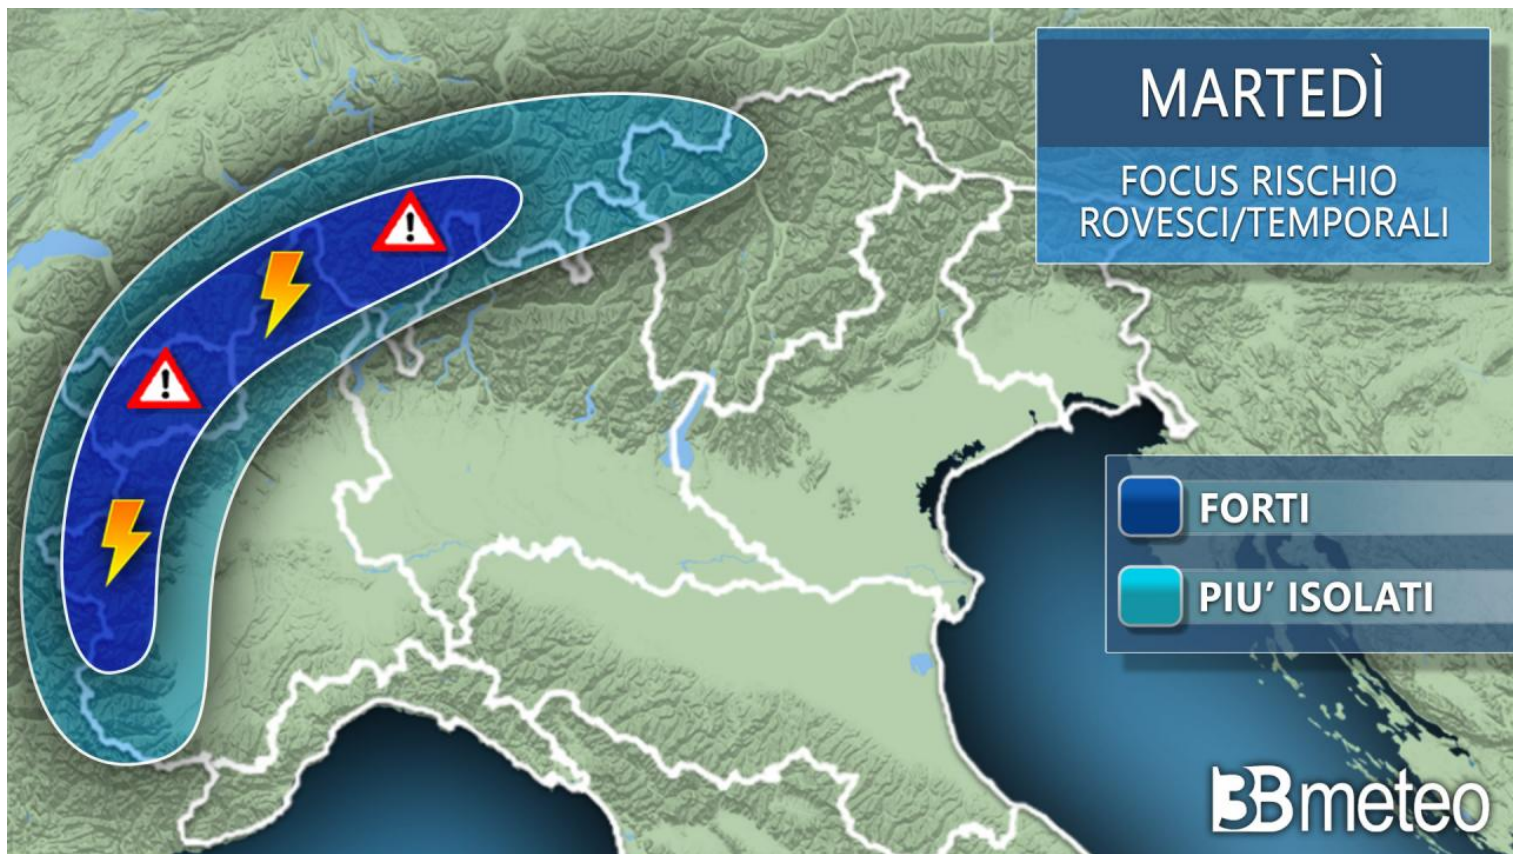 MARTEDÌ
FOCUS RISCHIO
ROVESCI/TEMPORALI
FORTI
PIU' ISOLATI
3Bmeteo